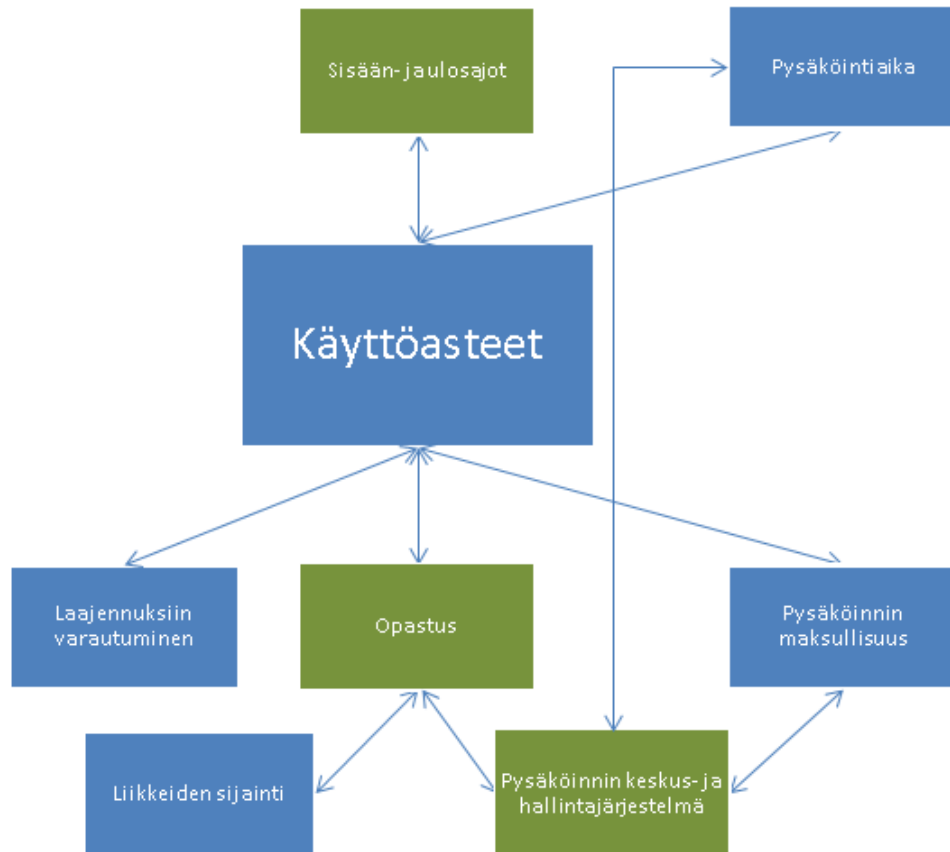 Sisään- ja ulosajot
Pysäköintiaika
Käyttöasteet
Laajennuksiin
varautuminen
Opastus
Pysäköinnin
maksullisuus
Liikkeiden sijainti
Pysäköinnin keskus- ja
hallintajärjestelmä